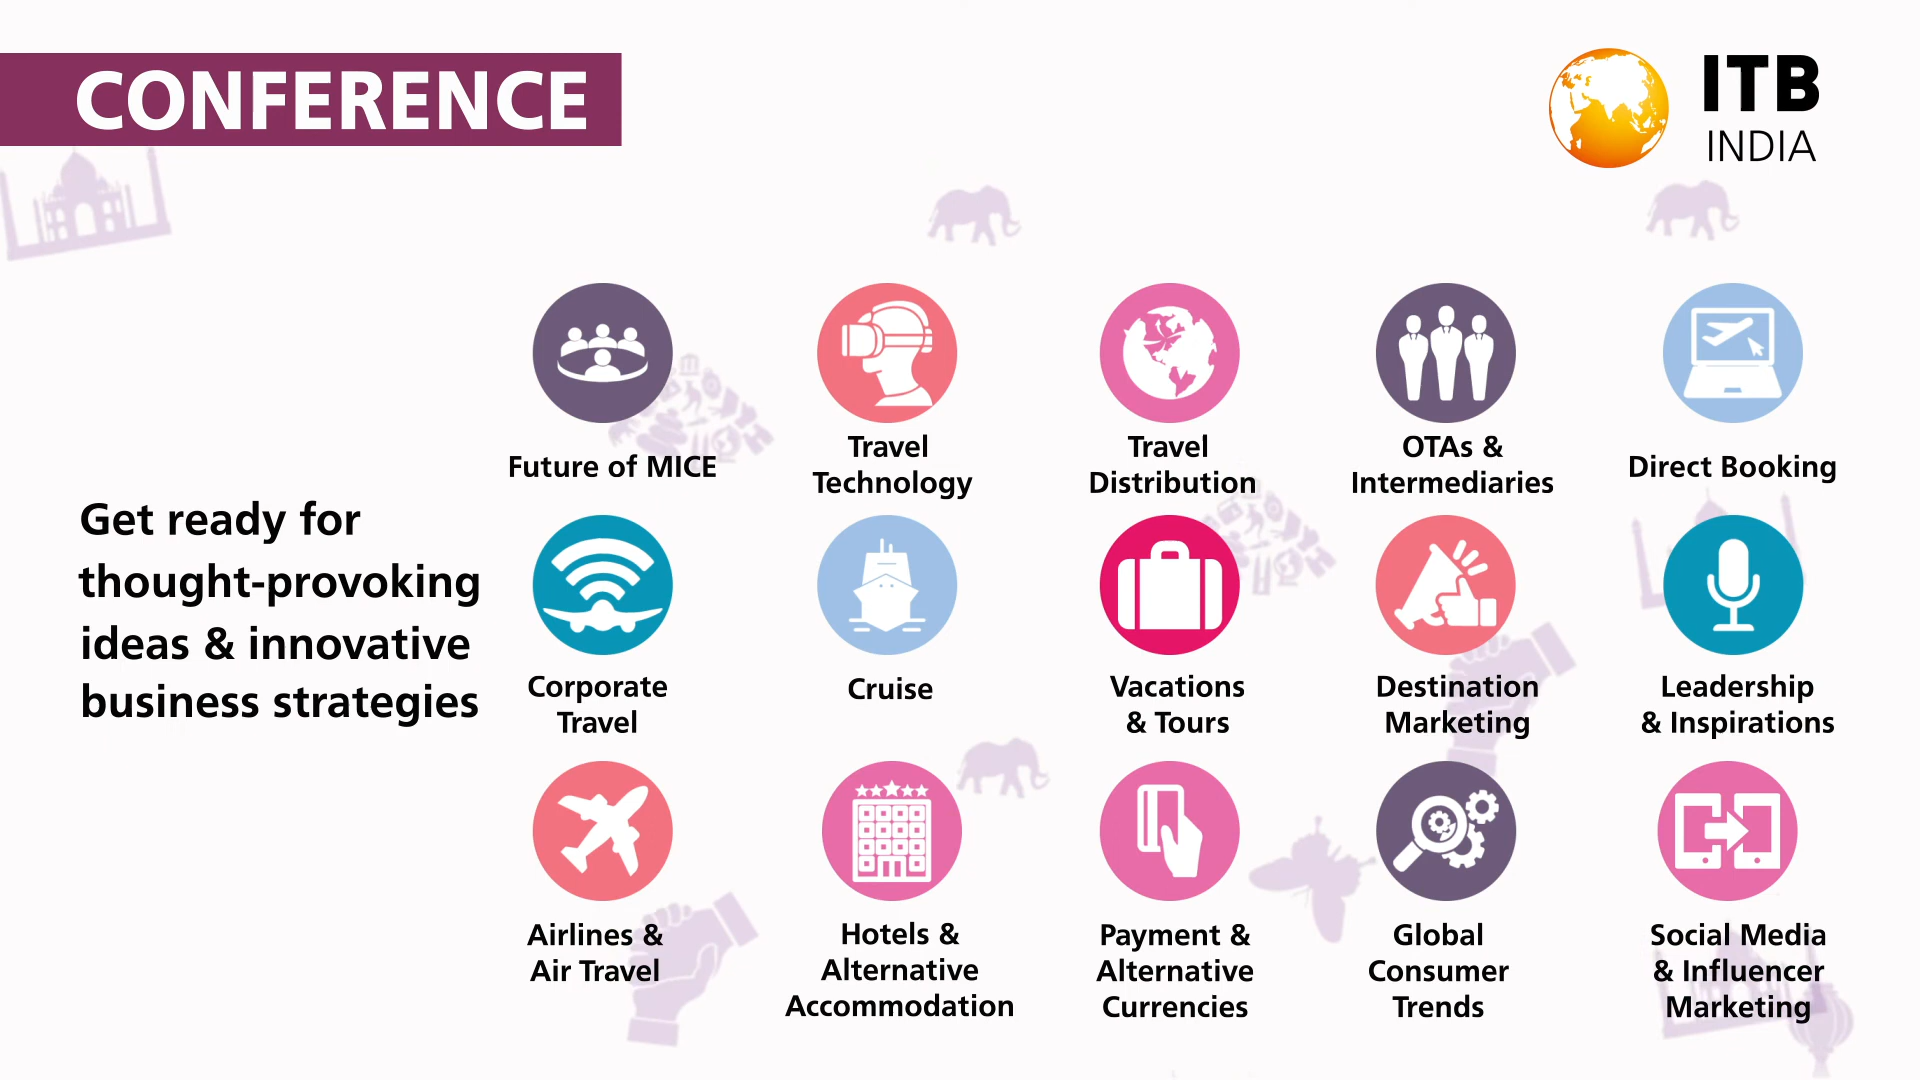 CONFERENCE
ITB
INDIA
Get ready for
thought-provoking
ideas & innovative
business strategies
Future of MICE
Travel
Technology
Travel
Distribution
OTAs &
Intermediaries
Direct Booking
Corporate
Travel
Cruise
Vacations
& Tours
Destination
Marketing
Leadership
& Inspirations
Airlines &
Air Travel
Hotels &
Alternative
Accommodation
Payment &
Alternative
Currencies
Global
Consumer
Trends
Social Media
& Influencer
Marketing